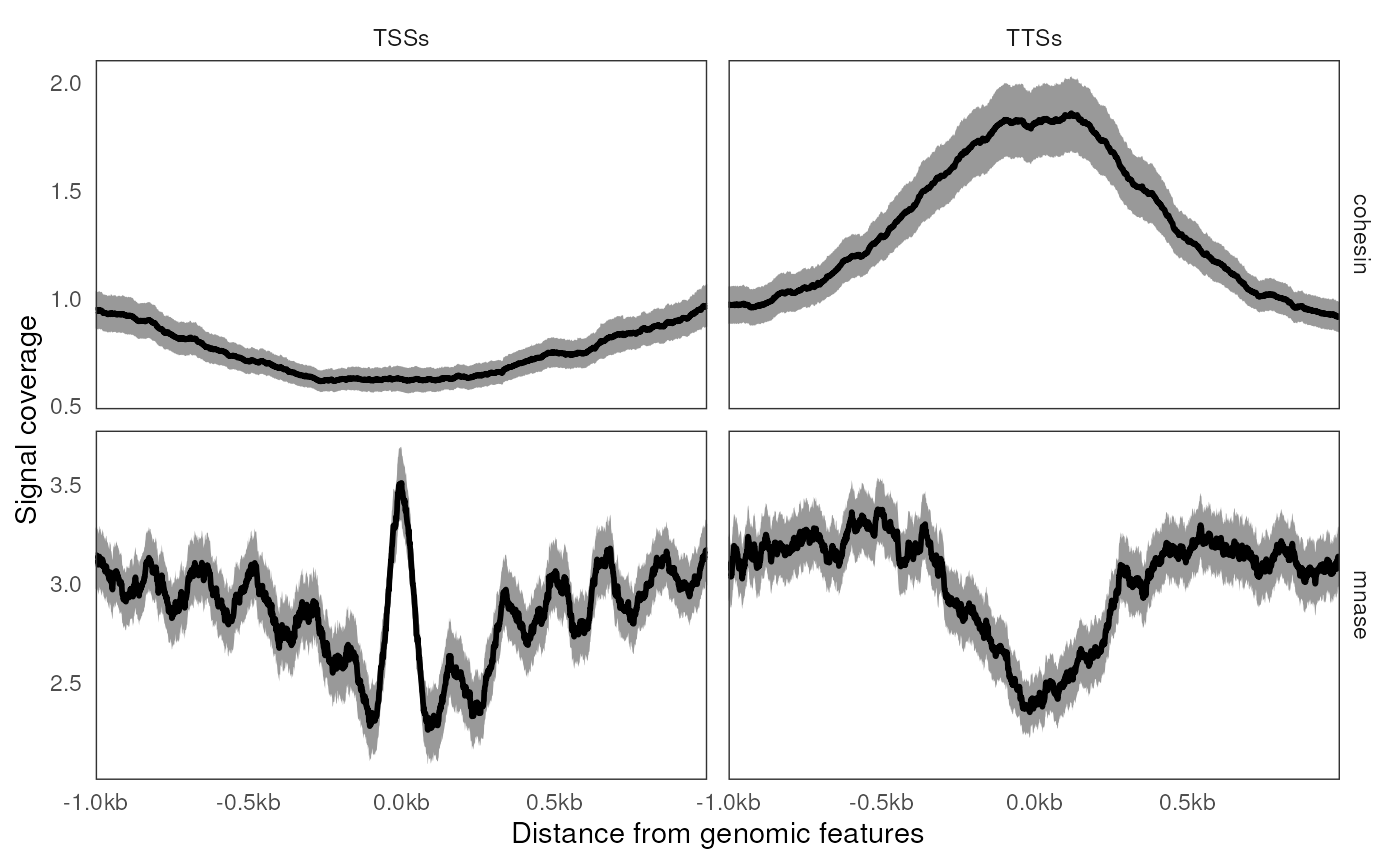 TSSs
TTSs
2.0
1.5
1.0
0.5
cohesin
Signal coverage
3.5
3.0
2.5
mnase
-1.0kb
-0.5kb
0.0kb
0.5kb
-1.0kb
-0.5kb
0.0kb
0.5kb
Distance from genomic features